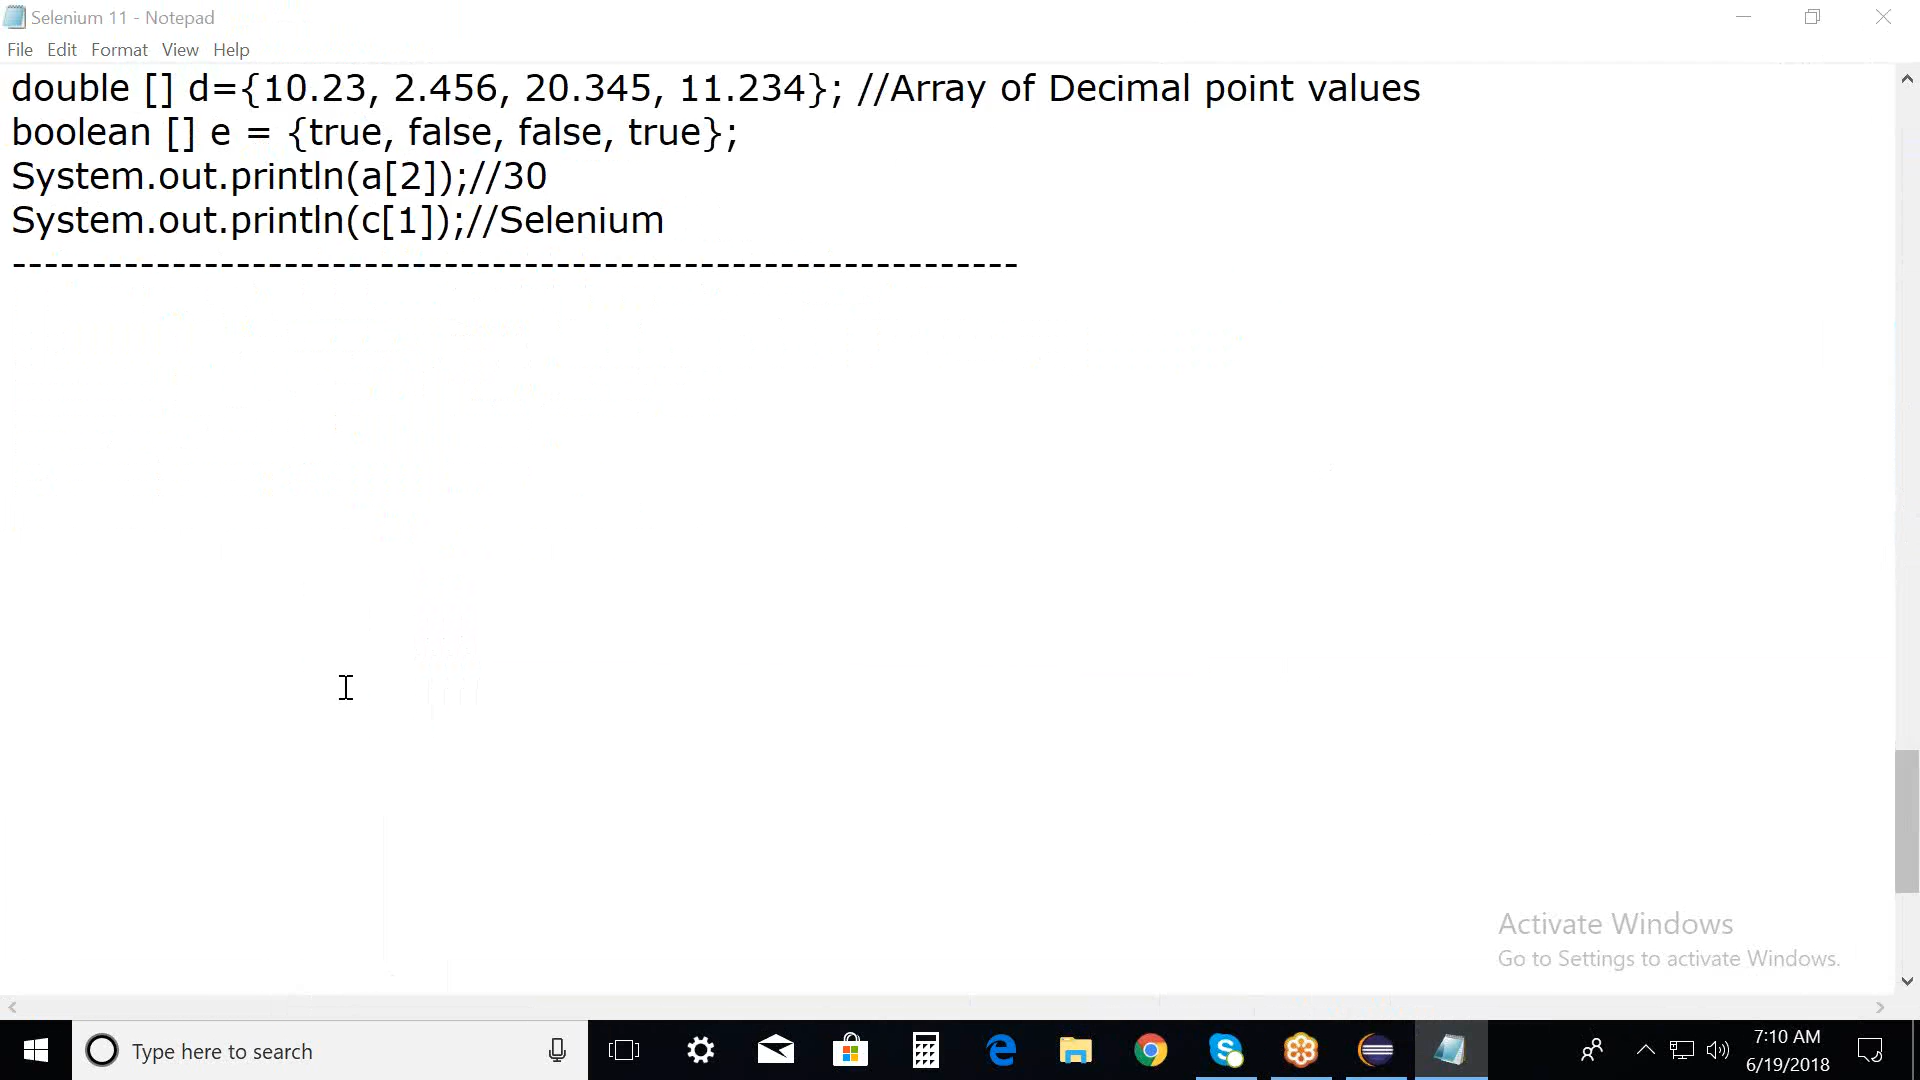 Selenium 11 - Notepad
File Edit Format View Help
double [] d={10.23, 2.456, 20.345, 11.234}; //Array of Decimal point values
boolean [] e = {true, false, false, true};
System.out.println(a[2]);//30
System.out.println(c[1]);//Selenium
---------------------------------------------------------------
Activate Windows
Go to Settings to activate Windows.
Type here to search
7:10 AM
6/19/2018